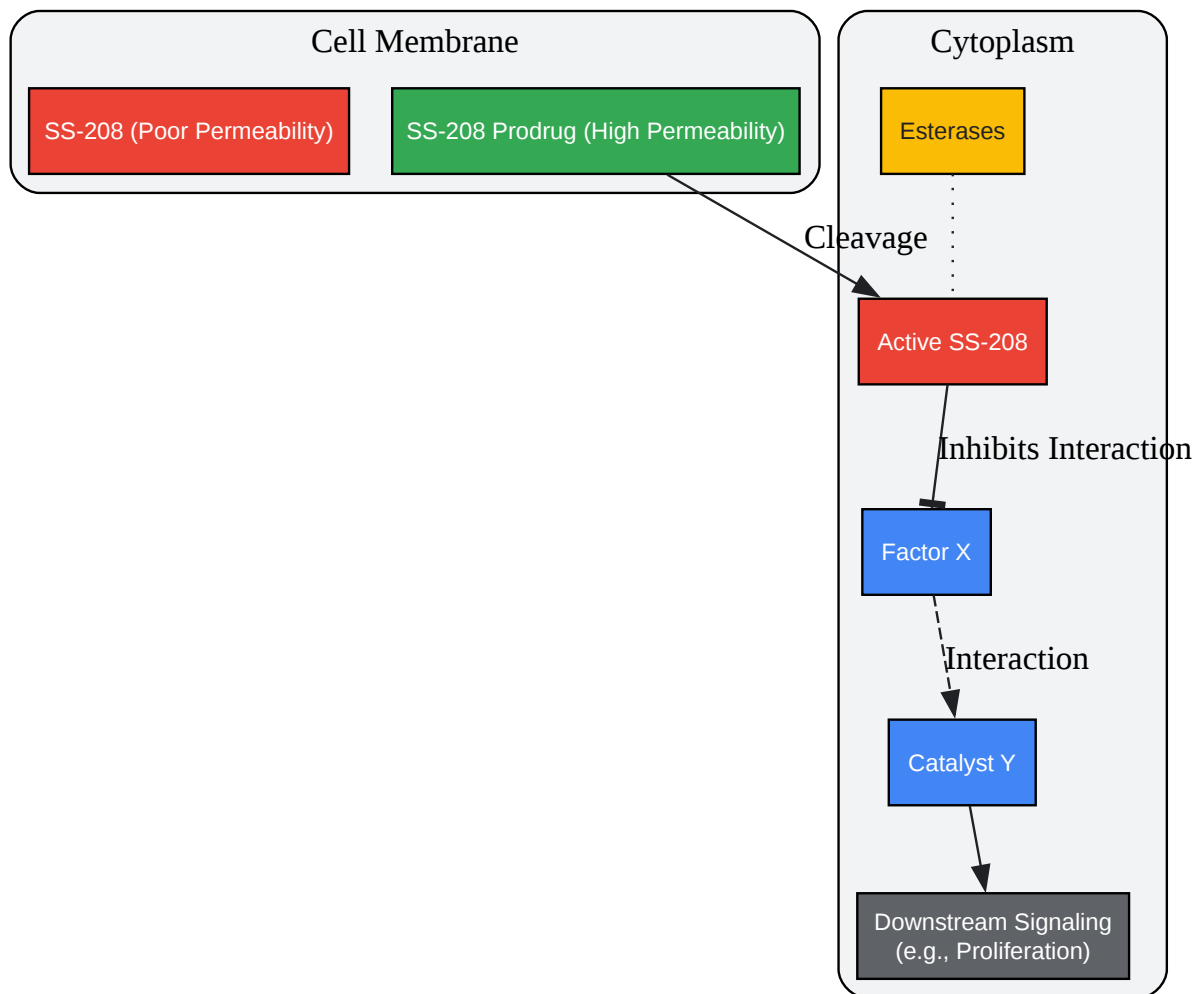 Cell Membrane
Cytoplasm
SS-208 (Poor Permeability)
SS-208 Prodrug (High Permeability)
Esterases
Cleavage
Active SS-208
Inhibits Interaction
Factor X
Interaction
Catalyst Y
Downstream Signaling
(e.g., Proliferation)